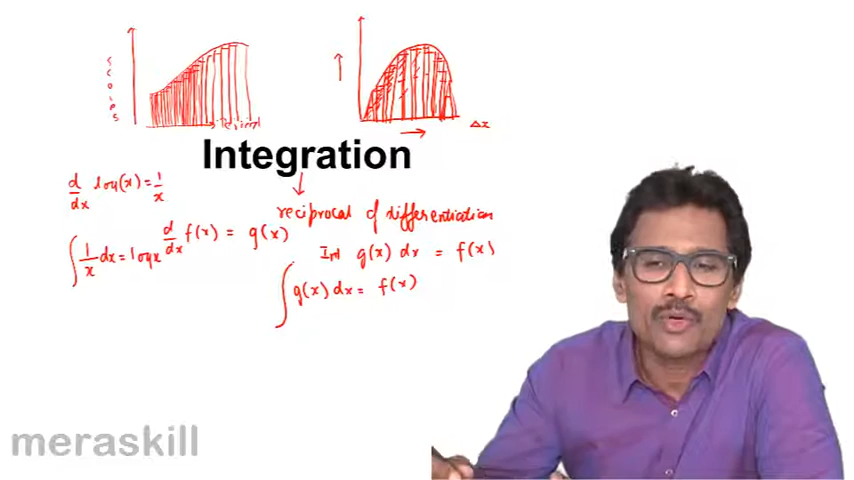 S
C
O
P
S
Δx
Integration
d/dx log(x) = 1/x
reciprocal of differentiation
d/dx f(x) = g(x)
∫ 1/x dx = log x
Int g(x) dx = f(x)
∫ g(x) dx = f(x)
meraskill